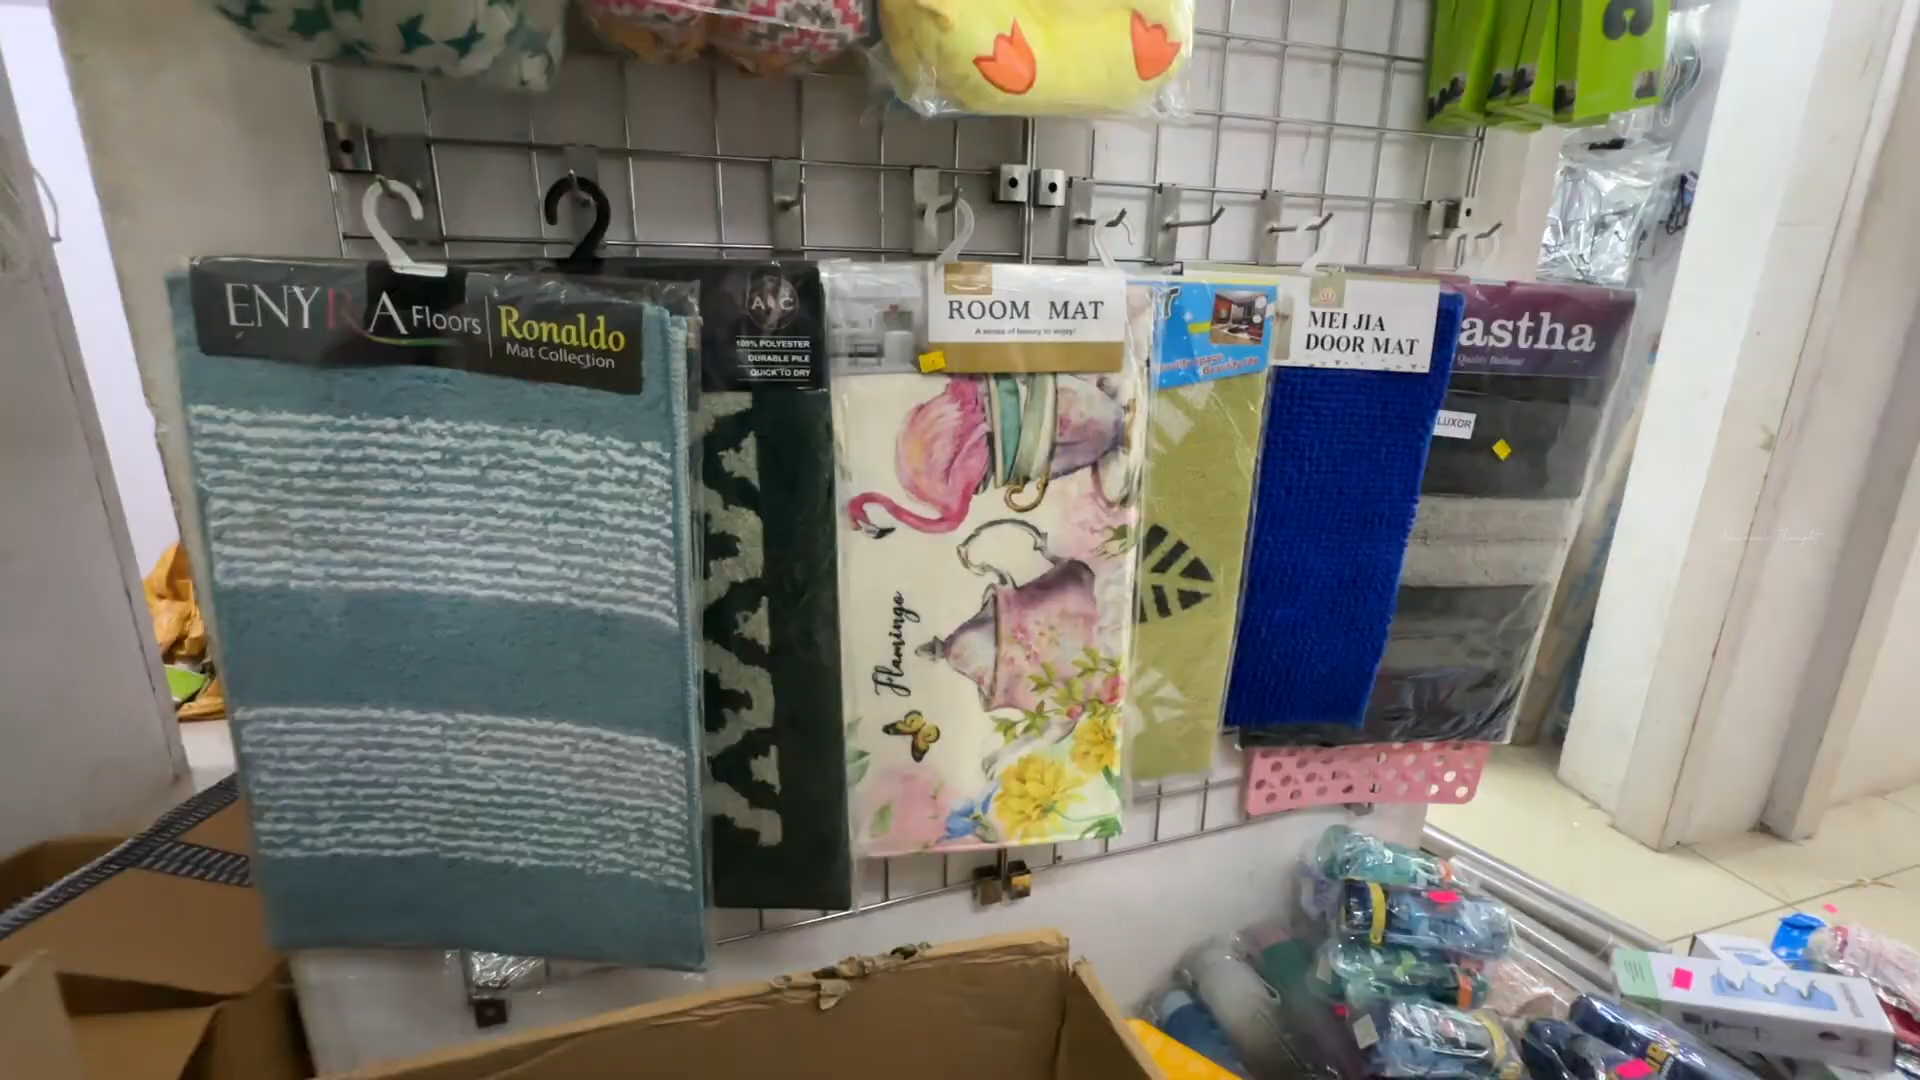 ENYRA Floors
Ronaldo
Mat Collection
A C
100% POLYESTER
DURABLE PILE
QUICK TO DRY
ROOM MAT
A sense of luxury to enjoy!
Flamingo
MEI JIA
DOOR MAT
astha
LUXOR